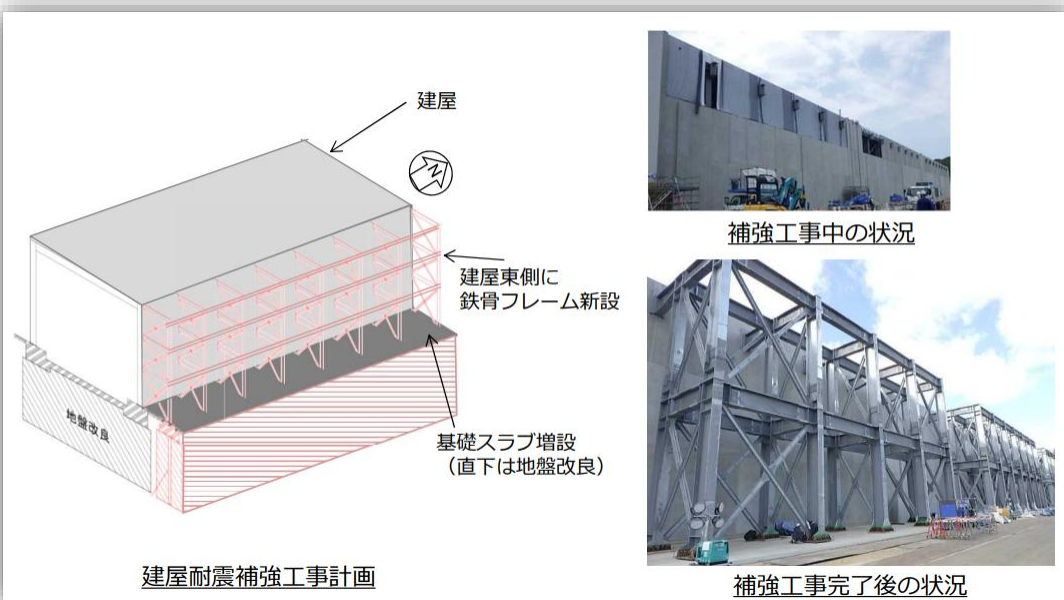 建屋
N
建屋東側に
鉄骨フレーム新設
地盤改良
基礎スラブ増設
（直下は地盤改良）
建屋耐震補強工事計画
補強工事中の状況
補強工事完了後の状況